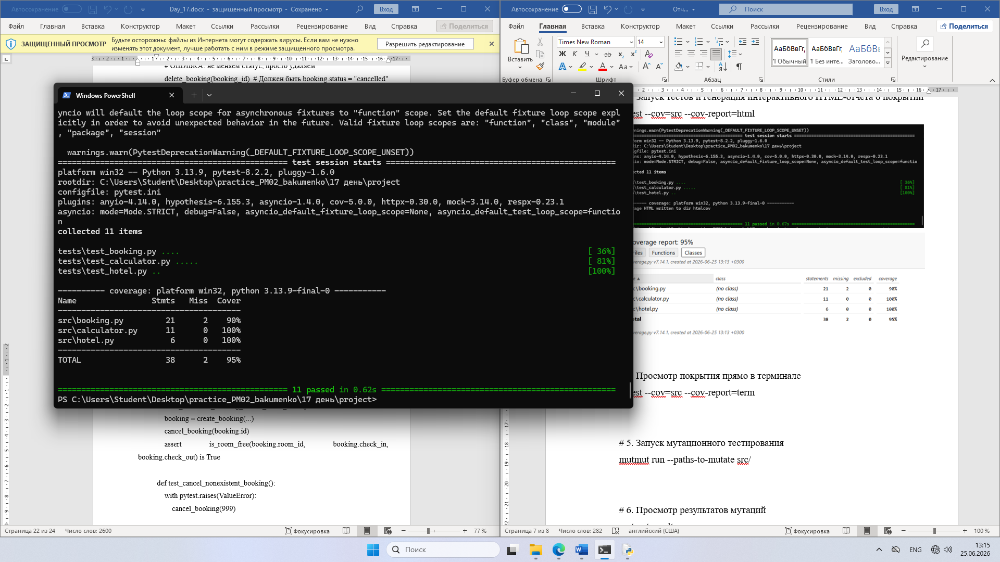 Автосохранение
Day_17.docx - защищенный просмотр - Сохранено
Вход
Файл
Главная
Вставка
Конструктор
Макет
Ссылки
Рассылки
Рецензирование
Вид
Справка
Поделиться
ЗАЩИЩЕННЫЙ ПРОСМОТР
Будьте осторожны: файлы из Интернета могут содержать вирусы. Если вам не нужно
изменять этот документ, лучше работать с ним в режиме защищенного просмотра.
Разрешить редактирование
# ОШИБКА: не меняем статус, просто удаляем
delete_booking(booking_id) # Должен быть booking.status = "cancelled"
Windows PowerShell
yncio will default the loop scope for asynchronous fixtures to "function" scope. Set the default fixture loop scope expl
icitly in order to avoid unexpected behavior in the future. Valid fixture loop scopes are: "function", "class", "module"
, "package", "session"
warnings.warn(PytestDeprecationWarning(_DEFAULT_FIXTURE_LOOP_SCOPE_UNSET))
================================================= test session starts =================================================
platform win32 -- Python 3.13.9, pytest-8.2.2, pluggy-1.6.0
rootdir: C:\Users\Student\Desktop\practice_PM02_bakumenko\17 день\project
configfile: pytest.ini
plugins: anyio-4.14.0, hypothesis-6.155.3, asyncio-1.4.0, cov-5.0.0, httpx-0.30.0, mock-3.14.0, respx-0.23.1
asyncio: mode=Mode.STRICT, debug=False, asyncio_default_fixture_loop_scope=None, asyncio_default_test_loop_scope=functio
n
collected 11 items
tests\test_booking.py .... [ 36%]
tests\test_calculator.py ..... [ 81%]
tests\test_hotel.py .. [100%]
---------- coverage: platform win32, python 3.13.9-final-0 -----------
Name Stmts Miss Cover
---------------------------------------
src\booking.py 21 2 90%
src\calculator.py 11 0 100%
src\hotel.py 6 0 100%
---------------------------------------
TOTAL 38 2 95%
================================================= 11 passed in 0.62s ==================================================
PS C:\Users\Student\Desktop\practice_PM02_bakumenko\17 день\project>
booking = create_booking(...)
cancel_booking(booking.id)
assert is_room_free(booking.room_id, booking.check_in,
booking.check_out) is True
def test_cancel_nonexistent_booking():
with pytest.raises(ValueError):
cancel_booking(999)
Страница 22 из 24
Число слов: 2600
Фокусировка
77 %
Автосохранение
Отч...
Поиск
Вход
Файл
Главная
Вставка
Конструктор
Макет
Ссылки
Рассылки
Рецензирование
Вид
Справка
Поделиться
Вставить
Буфер обмена
Times New Roman
14
Ж К Ч ab x₂ x²
Aa
Шрифт
Абзац
АаБбВвГг, АаБбВвГг, АаБбВв
¶ Обычный ¶ Без инте... Заголово...
Стили
Редактирование
Запуск тестов и генерация интерактивного HTML-отчета о покрытии
est --cov=src --cov-report=html
nings.warn(PytestDeprecationWarning(_DEFAULT_FIXTURE_LOOP_SCOPE_UNSET))
test session starts
orm win32 -- Python 3.13.9, pytest-8.2.2, pluggy-1.6.0
dir: C:\Users\Student\Desktop\practice_PM02_bakumenko\17 день\project
igfile: pytest.ini
ins: anyio-4.14.0, hypothesis-6.155.3, asyncio-1.4.0, cov-5.0.0, httpx-0.30.0, mock-3.14.0, respx-0.23.1
cio: mode=Mode.STRICT, debug=False, asyncio_default_fixture_loop_scope=None, asyncio_default_test_loop_scope=functio
ected 11 items
s\test_booking.py .... [ 36%]
s\test_calculator.py ..... [ 81%]
s\test_hotel.py .. [100%]
------ coverage: platform win32, python 3.13.9-final-0 -----------
rage HTML written to dir htmlcov
11 passed in 0.67s
overage report: 95%
iles Functions Classes
verage.py v7.14.1, created at 2026-06-25 13:13 +0300
e ▲ class statements missing excluded coverage
c\booking.py (no class) 21 2 0 90%
c\calculator.py (no class) 11 0 0 100%
c\hotel.py (no class) 6 0 0 100%
tal 38 2 0 95%
verage.py v7.14.1, created at 2026-06-25 13:13 +0300
Просмотр покрытия прямо в терминале
est --cov=src --cov-report=term
# 5. Запуск мутационного тестирования
mutmut run --paths-to-mutate src/
# 6. Просмотр результатов мутаций
Страница 7 из 8
Число слов: 282
английский (США)
Фокусировка
100 %
Поиск
ENG
13:15
25.06.2026